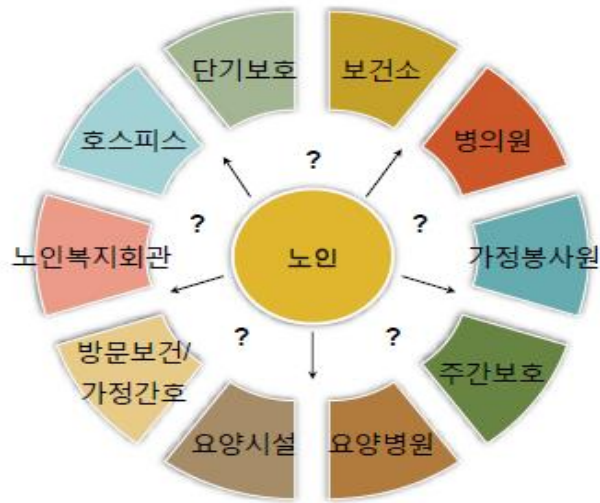 단기보호
보건소
호스피스
병의원
?
?
?
노인복지회관
노인
가정봉사원
?
?
방문보건/
가정간호
주간보호
요양시설
요양병원